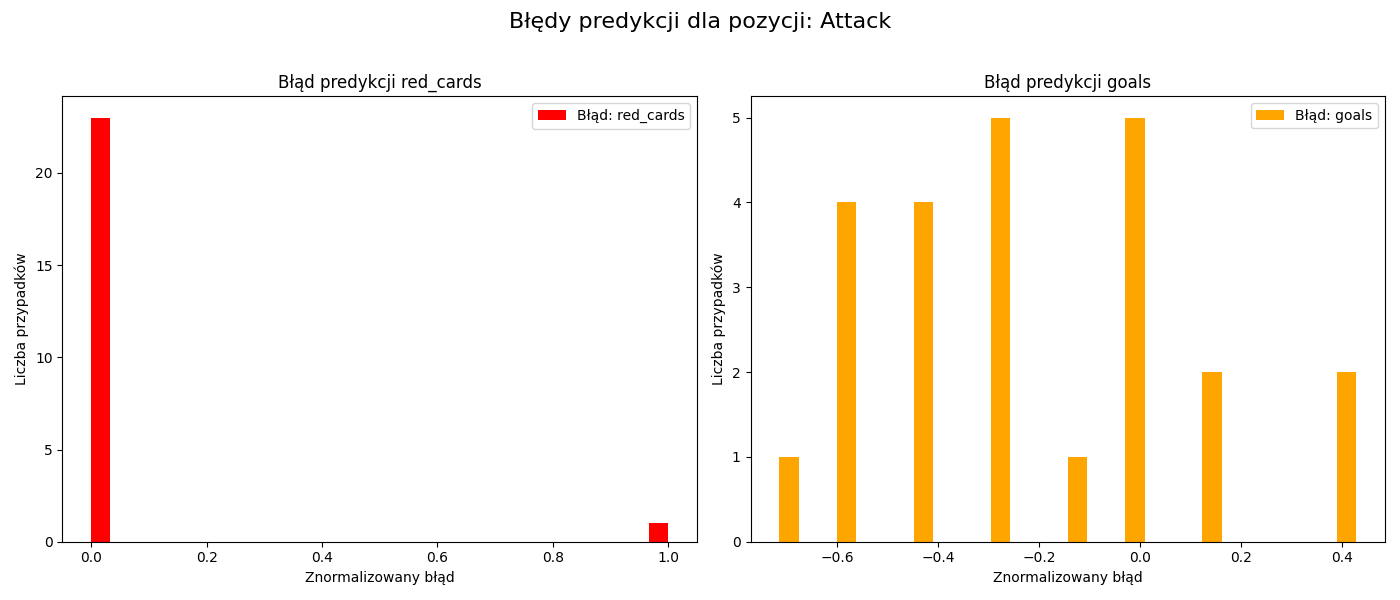 Błędy predykcji dla pozycji: Attack
Błąd predykcji red_cards
Błąd: red_cards
Liczba przypadków
20
15
10
5
0
0.0 0.2 0.4 0.6 0.8 1.0
Znormalizowany błąd
Błąd predykcji goals
Błąd: goals
Liczba przypadków
5
4
3
2
1
0
−0.6 −0.4 −0.2 0.0 0.2 0.4
Znormalizowany błąd